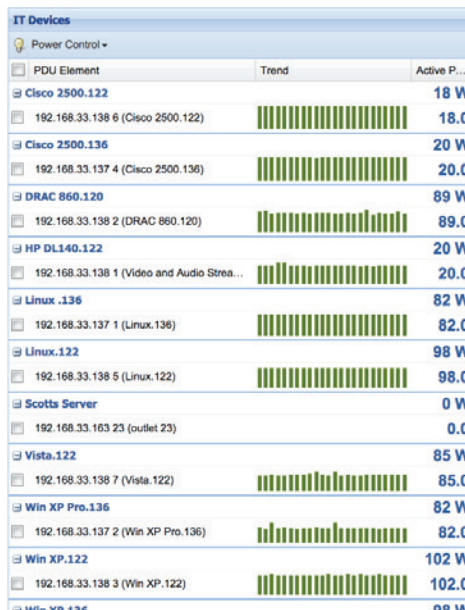 IT Devices
Power Control
PDU Element Trend Active P...
Cisco 2500.122 18 W
192.168.33.138 6 (Cisco 2500.122) 18.0
Cisco 2500.136 20 W
192.168.33.137 4 (Cisco 2500.136) 20.0
DRAC 860.120 89 W
192.168.33.138 2 (DRAC 860.120) 89.0
HP DL140.122 20 W
192.168.33.138 1 (Video and Audio Strea... 20.0
Linux .136 82 W
192.168.33.137 1 (Linux.136) 82.0
Linux.122 98 W
192.168.33.138 5 (Linux.122) 98.0
Scotts Server 0 W
192.168.33.163 23 (outlet 23) 0.0
Vista.122 85 W
192.168.33.138 7 (Vista.122) 85.0
Win XP Pro.136 82 W
192.168.33.137 2 (Win XP Pro.136) 82.0
Win XP.122 102 W
192.168.33.138 3 (Win XP.122) 102.0
Win XP.136 98 W